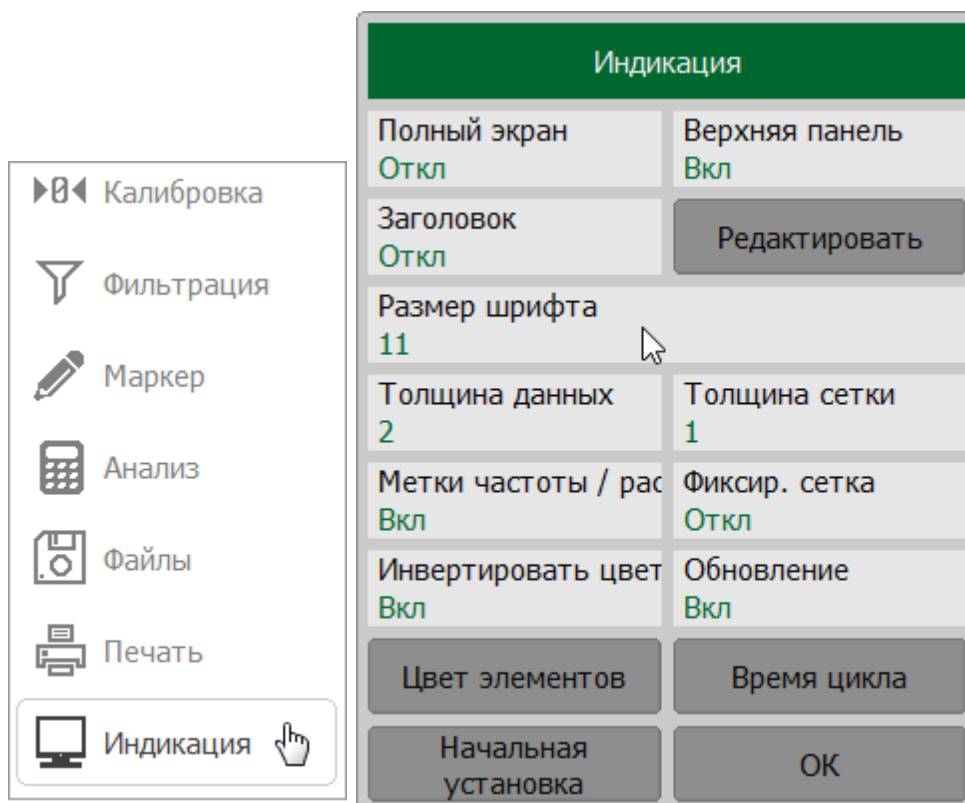 Калибровка
Фильтрация
Маркер
Анализ
Файлы
Печать
Индикация
Индикация
Полный экран
Откл
Верхняя панель
Вкл
Заголовок
Откл
Редактировать
Размер шрифта
11
Толщина данных
2
Толщина сетки
1
Метки частоты / рас
Вкл
Фиксир. сетка
Откл
Инвертировать цвет
Вкл
Обновление
Вкл
Цвет элементов
Время цикла
Начальная
установка
ОК